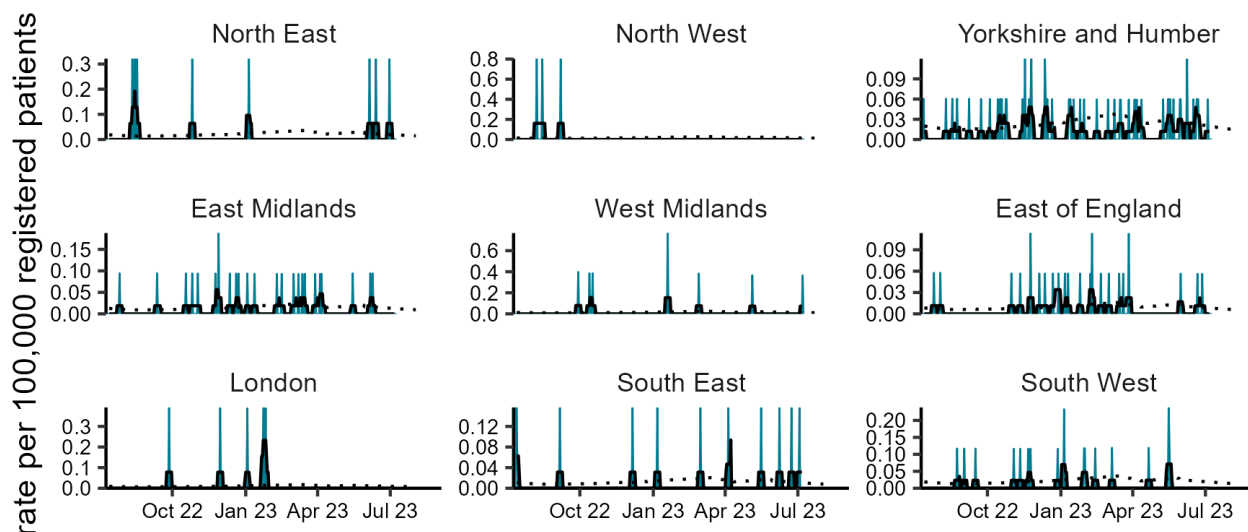 rate per 100,000 registered patients
North East
0.3
0.2
0.1
0.0
North West
0.8
0.6
0.4
0.2
0.0
Yorkshire and Humber
0.09
0.06
0.03
0.00
East Midlands
0.15
0.10
0.05
0.00
West Midlands
0.6
0.4
0.2
0.0
East of England
0.09
0.06
0.03
0.00
London
0.3
0.2
0.1
0.0
Oct 22 Jan 23 Apr 23 Jul 23
South East
0.12
0.08
0.04
0.00
Oct 22 Jan 23 Apr 23 Jul 23
South West
0.20
0.15
0.10
0.05
0.00
Oct 22 Jan 23 Apr 23 Jul 23